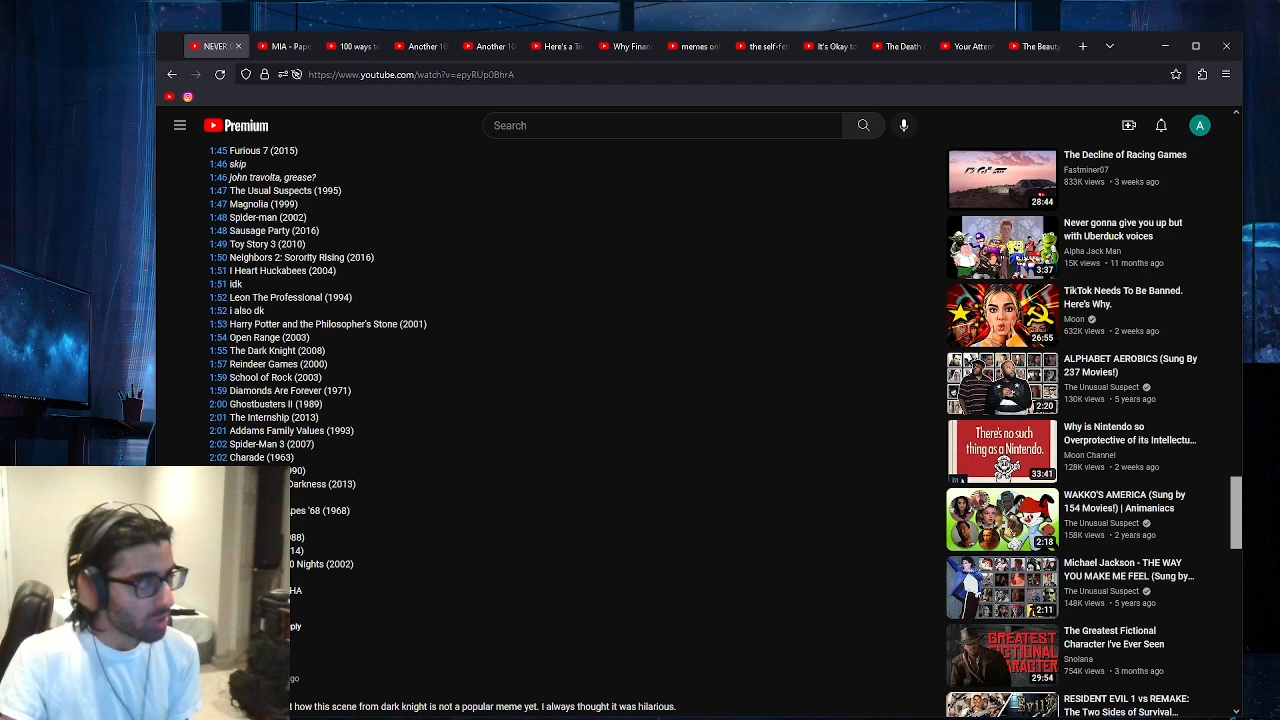 NEVER G
MIA - Pape
100 ways to
Another 10
Another 10
Here's a Tie
Why Financ
memes onl
the self-fet
It's Okay to
The Death
Your Attent
The Beauty
https://www.youtube.com/watch?v=epyRUp0BhrA
Premium
Search
A
1:45 Furious 7 (2015)
1:46 skip
1:46 john travolta, grease?
1:47 The Usual Suspects (1995)
1:47 Magnolia (1999)
1:48 Spider-man (2002)
1:48 Sausage Party (2016)
1:49 Toy Story 3 (2010)
1:50 Neighbors 2: Sorority Rising (2016)
1:51 I Heart Huckabees (2004)
1:51 idk
1:52 Leon The Professional (1994)
1:52 i also dk
1:53 Harry Potter and the Philosopher's Stone (2001)
1:54 Open Range (2003)
1:55 The Dark Knight (2008)
1:57 Reindeer Games (2000)
1:59 School of Rock (2003)
1:59 Diamonds Are Forever (1971)
2:00 Ghostbusters II (1989)
2:01 The Internship (2013)
2:01 Addams Family Values (1993)
2:02 Spider-Man 3 (2007)
2:02 Charade (1963)
990)
Darkness (2013)
apes '68 (1968)
88)
14)
0 Nights (2002)
HA
ply
go
t how this scene from dark knight is not a popular meme yet. I always thought it was hilarious.
28:44
The Decline of Racing Games
Fastminer07
833K views • 3 weeks ago
3:37
Never gonna give you up but
with Uberduck voices
Alpha Jack Man
15K views • 11 months ago
26:55
TikTok Needs To Be Banned.
Here's Why.
Moon
632K views • 2 weeks ago
2:20
ALPHABET AEROBICS (Sung By
237 Movies!)
The Unusual Suspect
130K views • 5 years ago
There's no such
thing as a Nintendo.
33:41
Why is Nintendo so
Overprotective of its Intellectu...
Moon Channel
128K views • 2 weeks ago
2:18
WAKKO'S AMERICA (Sung by
154 Movies!) | Animaniacs
The Unusual Suspect
158K views • 2 years ago
2:11
Michael Jackson - THE WAY
YOU MAKE ME FEEL (Sung by...
The Unusual Suspect
148K views • 5 years ago
GREATEST
FICTIONAL
CHARACTER
29:54
The Greatest Fictional
Character I've Ever Seen
Snolana
754K views • 3 months ago
RESIDENT EVIL 1 vs REMAKE:
The Two Sides of Survival...